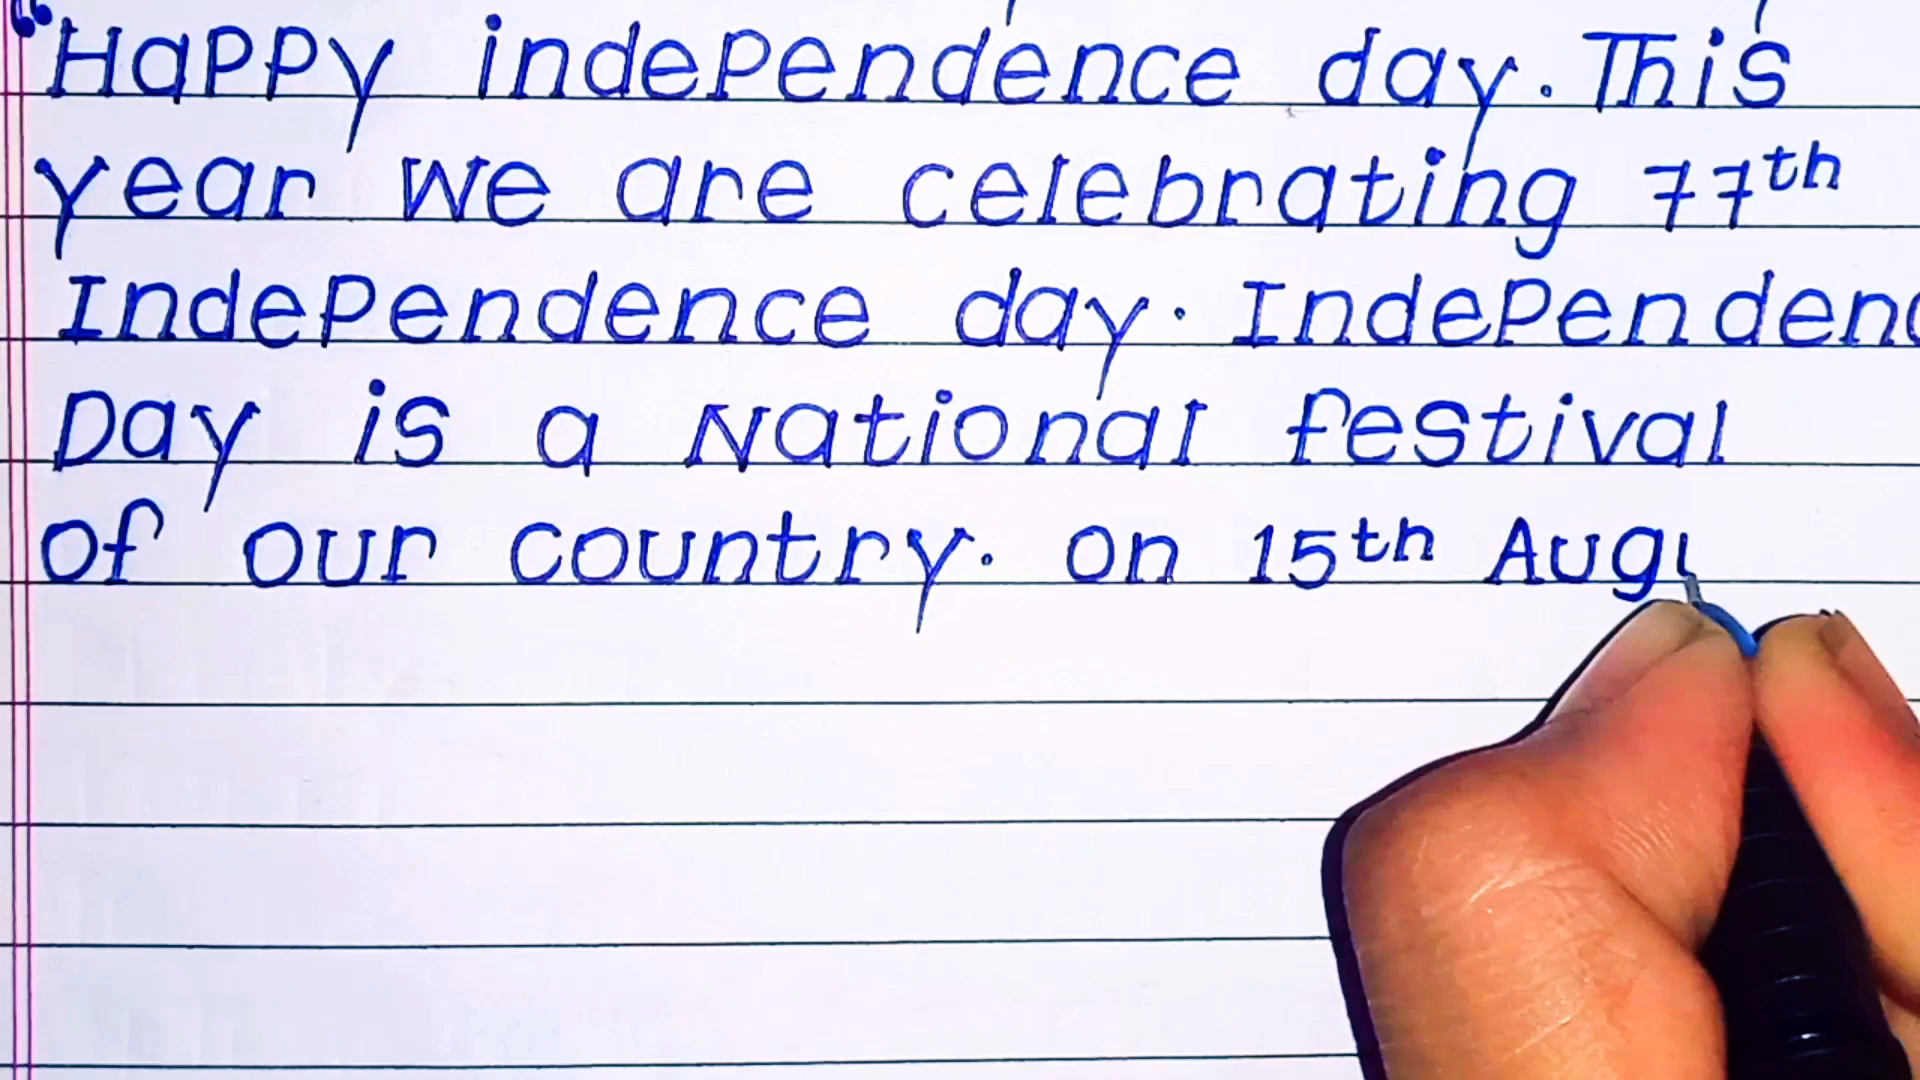 “Happy independence day. This
year we are celebrating 77th
Independence day. Independenc
Day is a National festival
of our country. on 15th Augu